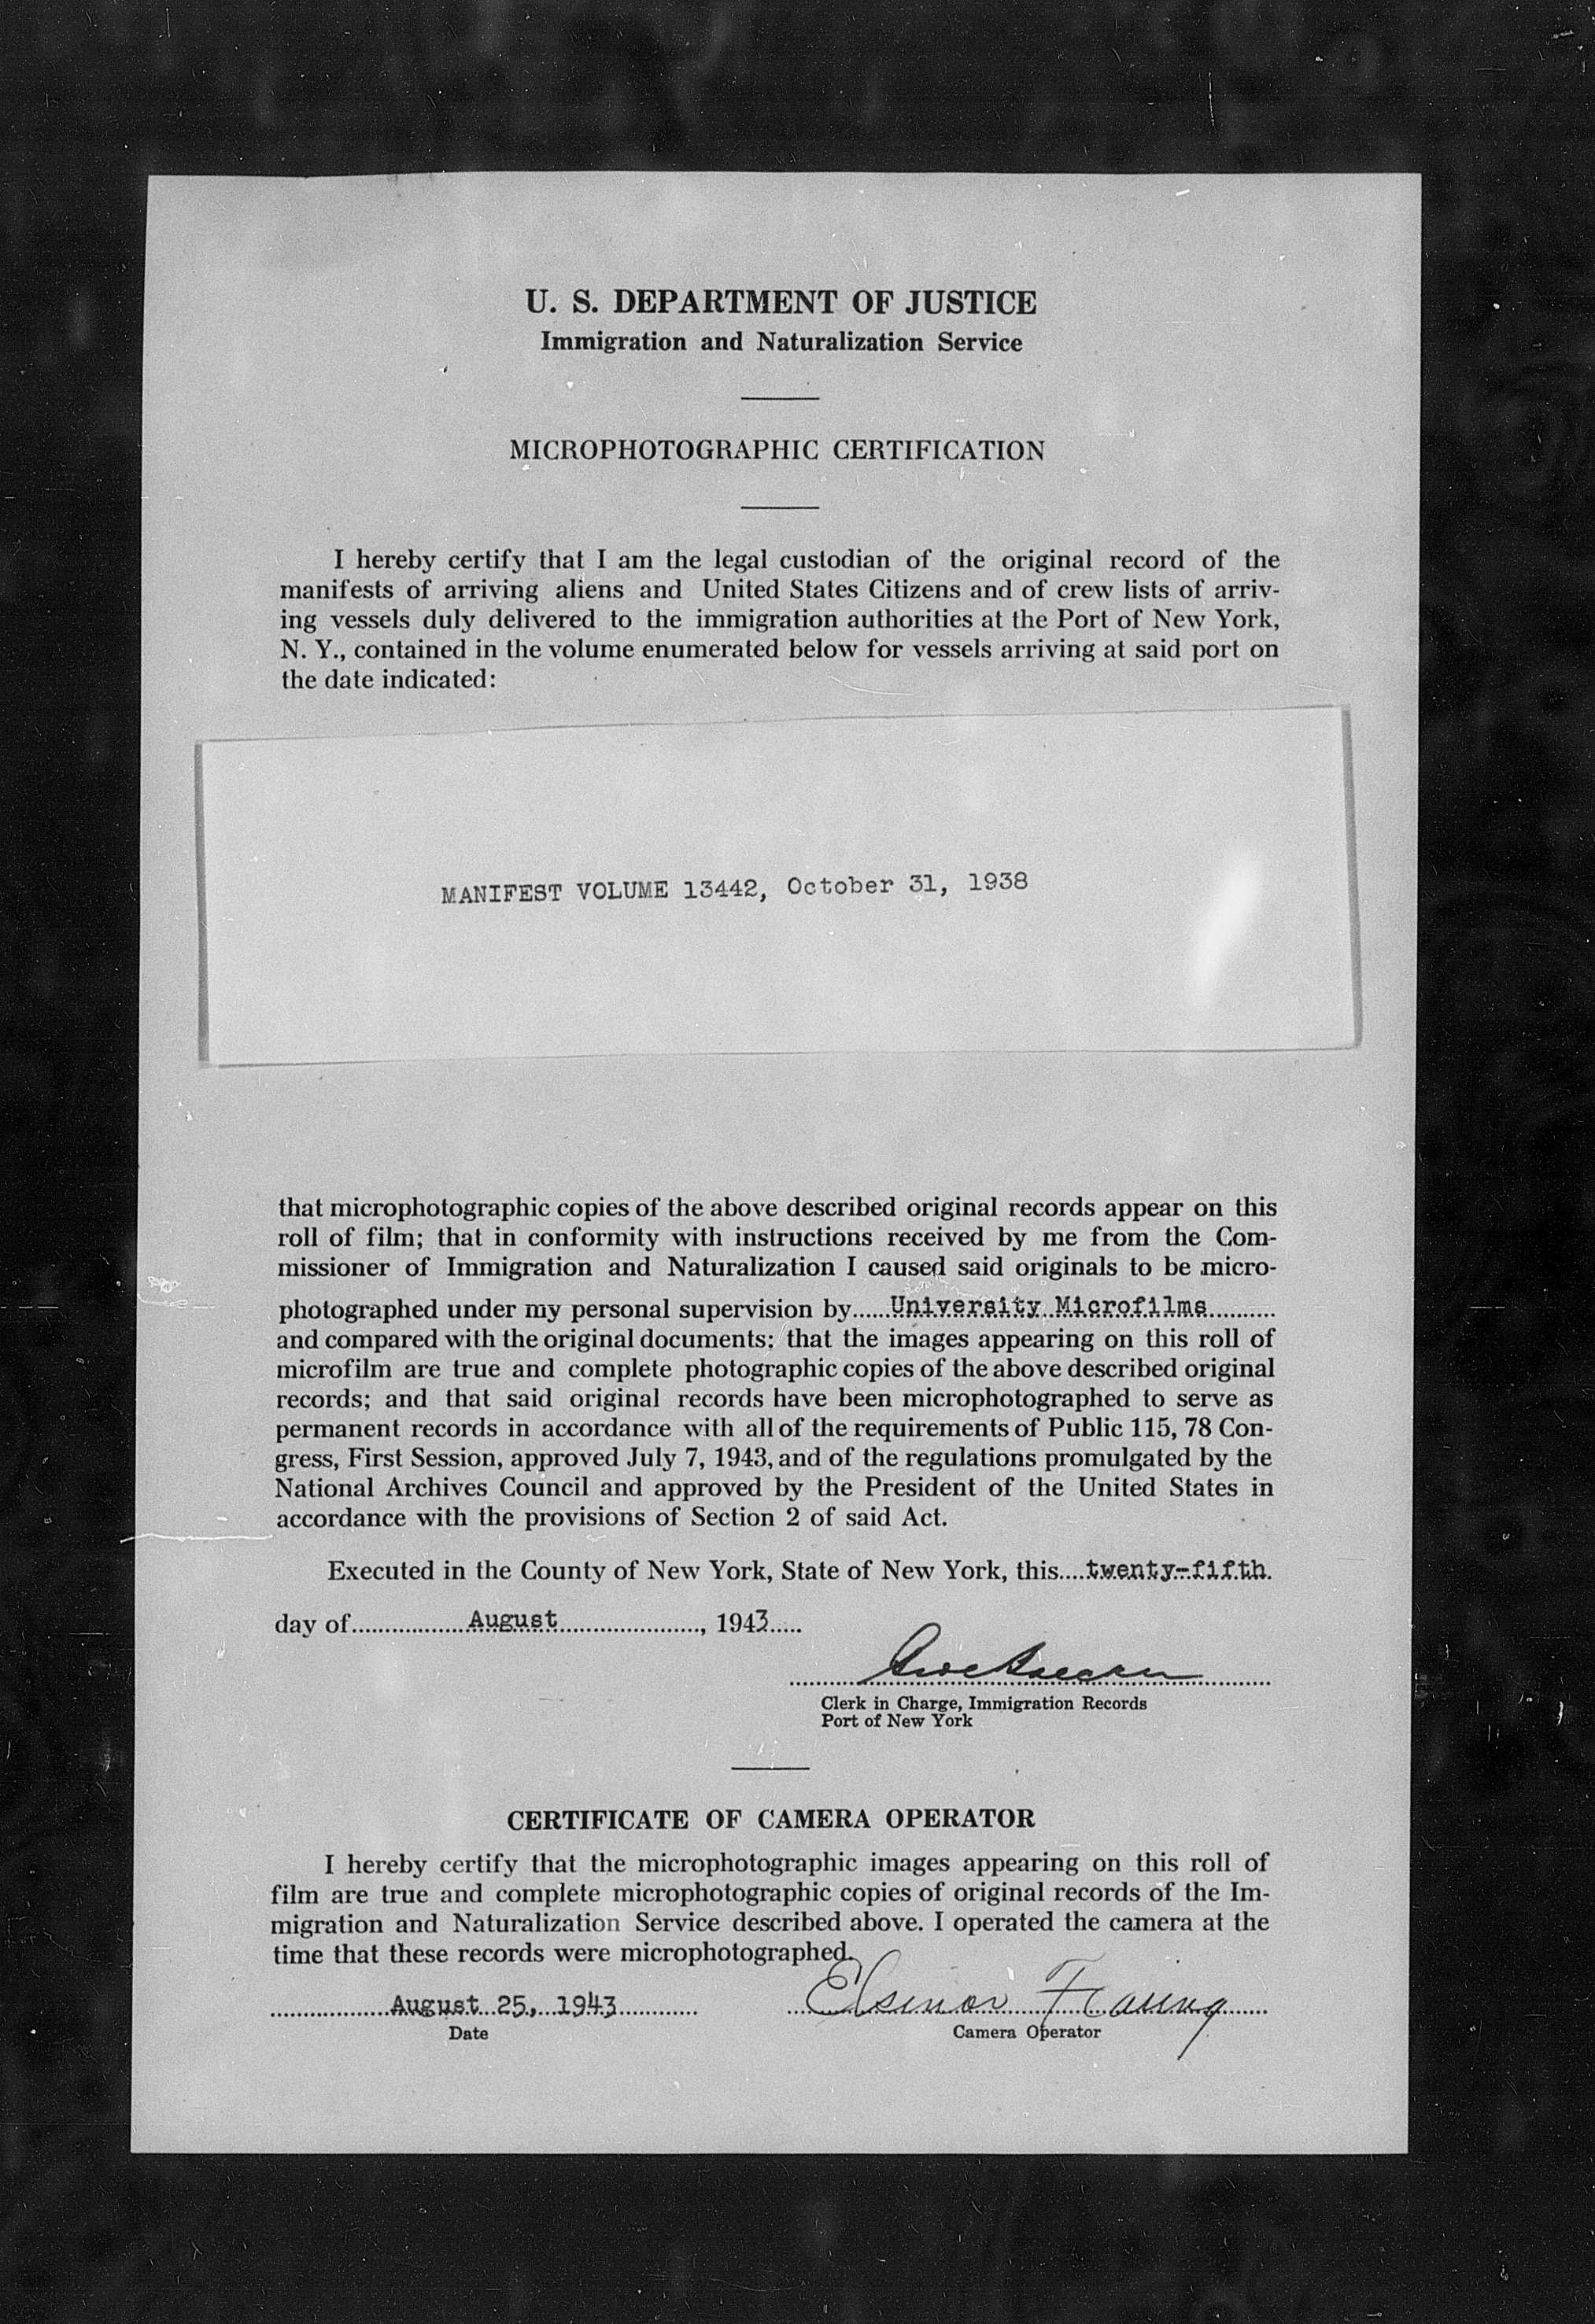 U. S. DEPARTMENT OF JUSTICE
Immigration and Naturalization Service
MICROPHOTOGRAPHIC CERTIFICATION
I hereby certify that I am the legal custodian of the original record of the
manifests of arriving aliens and United States Citizens and of crew lists of arriv-
ing vessels duly delivered to the immigration authorities at the Port of New York,
N. Y., contained in the volume enumerated below for vessels arriving at said port on
the date indicated:
MANIFEST VOLUME 13442, October 31, 1938
that microphotographic copies of the above described original records appear on this
roll of film; that in conformity with instructions received by me from the Com-
missioner of Immigration and Naturalization I caused said originals to be micro-
photographed under my personal supervision by......University Microfilms..........
and compared with the original documents; that the images appearing on this roll of
microfilm are true and complete photographic copies of the above described original
records; and that said original records have been microphotographed to serve as
permanent records in accordance with all of the requirements of Public 115, 78 Con-
gress, First Session, approved July 7, 1943, and of the regulations promulgated by the
National Archives Council and approved by the President of the United States in
accordance with the provisions of Section 2 of said Act.
Executed in the County of New York, State of New York, this....twenty-fifth.
day of..................August......................, 1943.....
Clerk in Charge, Immigration Records
Port of New York
CERTIFICATE OF CAMERA OPERATOR
I hereby certify that the microphotographic images appearing on this roll of
film are true and complete microphotographic copies of original records of the Im-
migration and Naturalization Service described above. I operated the camera at the
time that these records were microphotographed.
August 25, 1943 Elsinor
Date Camera Operator